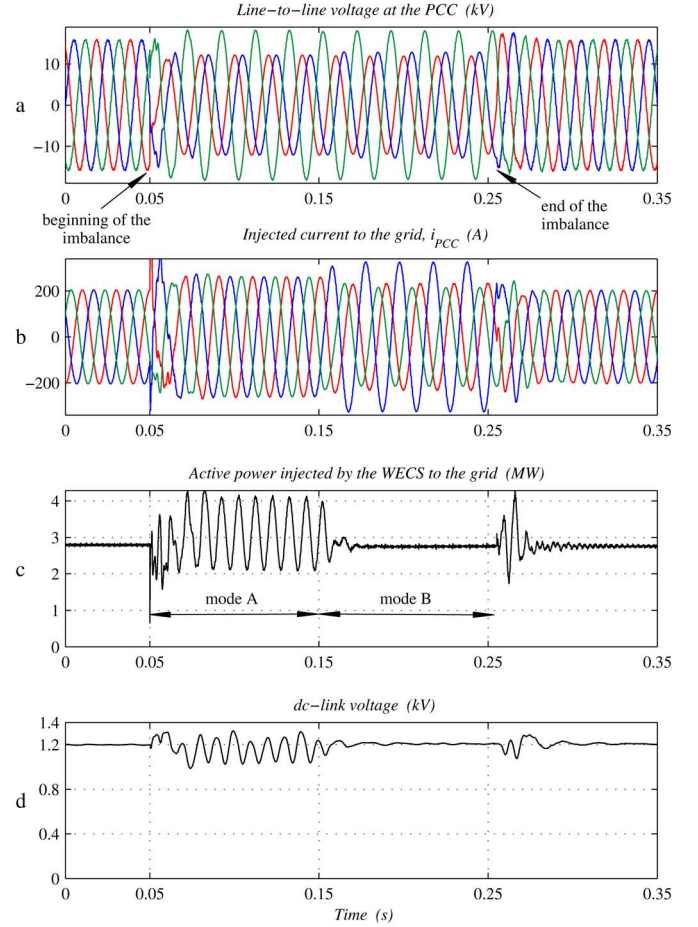 Line−to−line voltage at the PCC (kV)
10
0
−10
a
0
0.05
0.15
0.25
0.35
beginning of the
imbalance
end of the
imbalance
Injected current to the grid, iPCC (A)
200
0
−200
b
0
0.05
0.15
0.25
0.35
Active power injected by the WECS to the grid (MW)
4
3
2
1
0
c
mode A
mode B
0
0.05
0.15
0.25
0.35
dc−link voltage (kV)
1.4
1.2
0.8
0.4
0
d
0
0.05
0.15
0.25
0.35
Time (s)